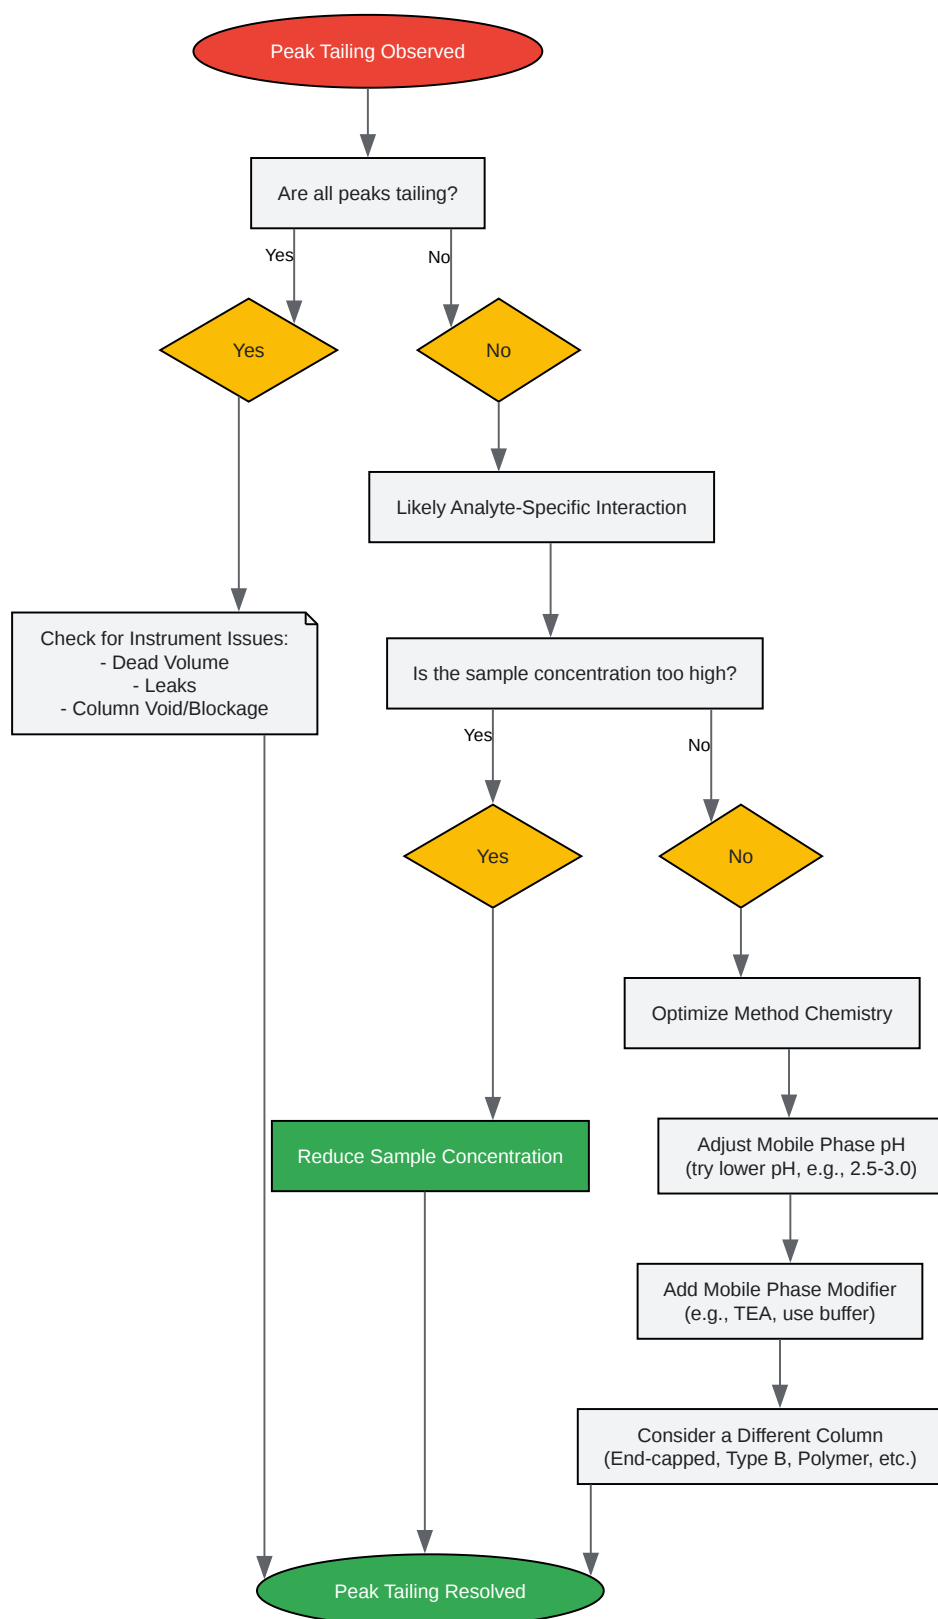 Peak Tailing Observed
Are all peaks tailing?
Yes
No
Yes
No
Likely Analyte-Specific Interaction
Check for Instrument Issues:
- Dead Volume
- Leaks
- Column Void/Blockage
Is the sample concentration too high?
Yes
No
Yes
No
Optimize Method Chemistry
Reduce Sample Concentration
Adjust Mobile Phase pH
(try lower pH, e.g., 2.5-3.0)
Add Mobile Phase Modifier
(e.g., TEA, use buffer)
Consider a Different Column
(End-capped, Type B, Polymer, etc.)
Peak Tailing Resolved